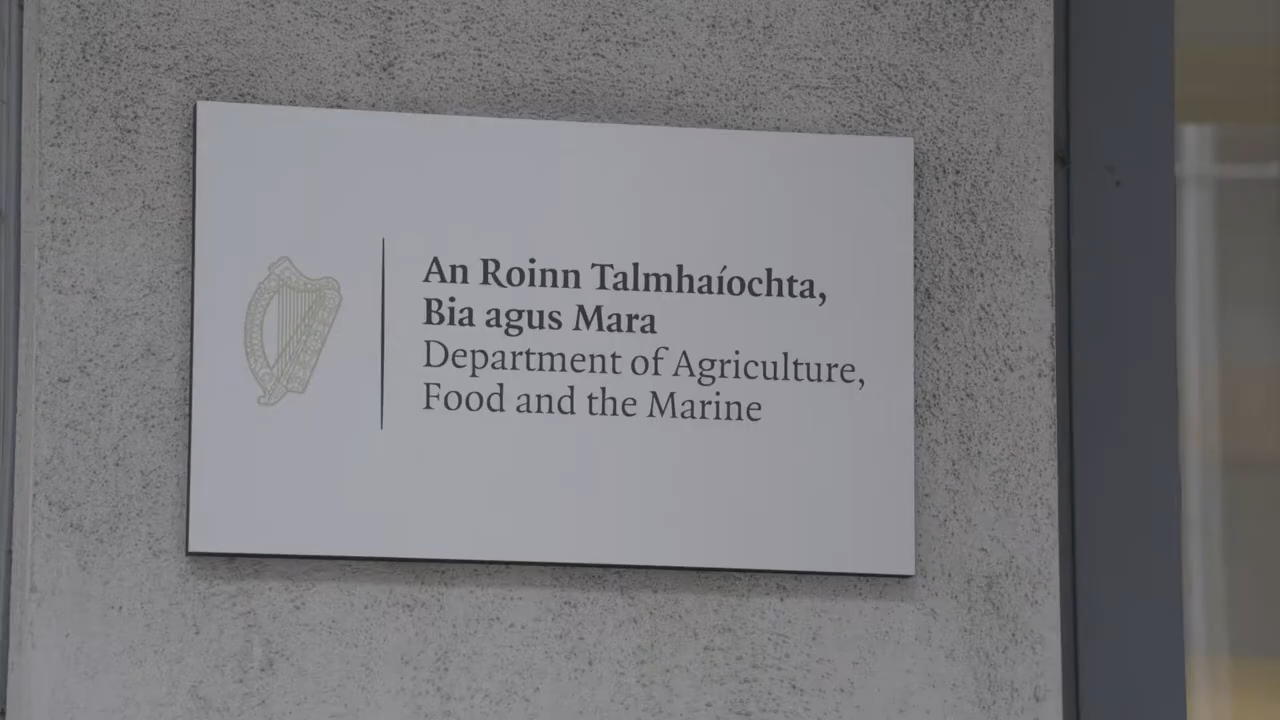 An Roinn Talmhaíochta,
Bia agus Mara
Department of Agriculture,
Food and the Marine